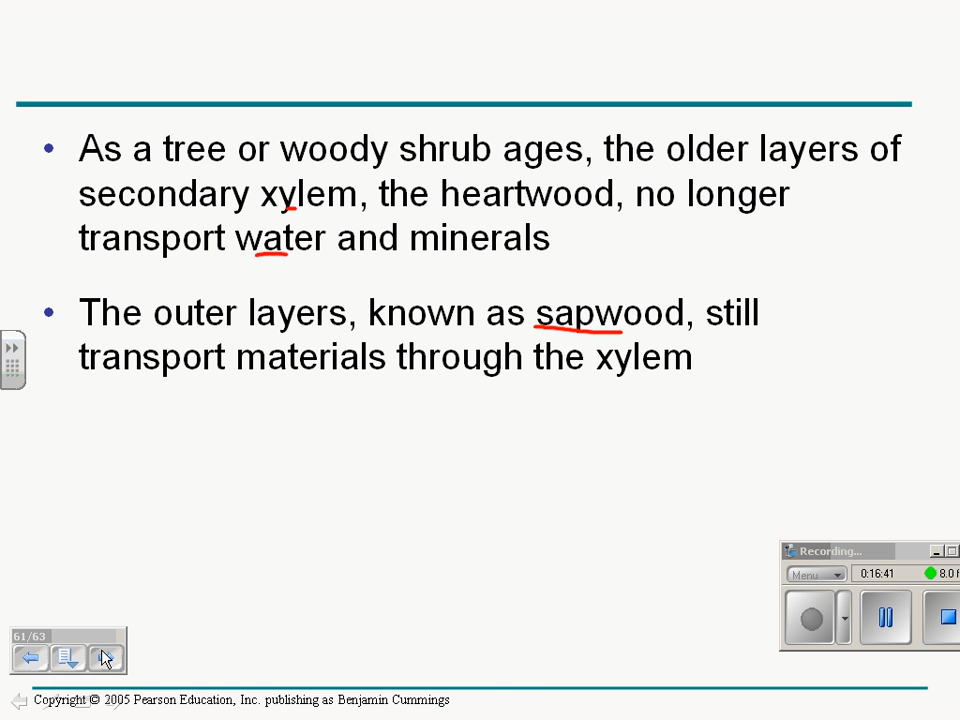 • As a tree or woody shrub ages, the older layers of
secondary xylem, the heartwood, no longer
transport water and minerals
• The outer layers, known as sapwood, still
transport materials through the xylem
Recording...
Menu
0:16:41
8.0 f
61/63
Copyright © 2005 Pearson Education, Inc. publishing as Benjamin Cummings